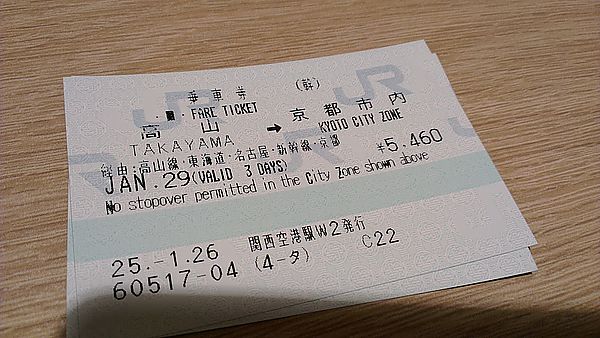 乗車券 (幹)
・FARE TICKET
高山 → 京都市内
TAKAYAMA KYOTO CITY ZONE
経由:高山線・東海道・名古屋・新幹線・京都 ¥5,460
JAN.29(VALID 3 DAYS)
No stopover permitted in the City Zone shown above
25.-1.26 関西空港駅W2発行
60517-04 (4-タ) C22
JR
JR